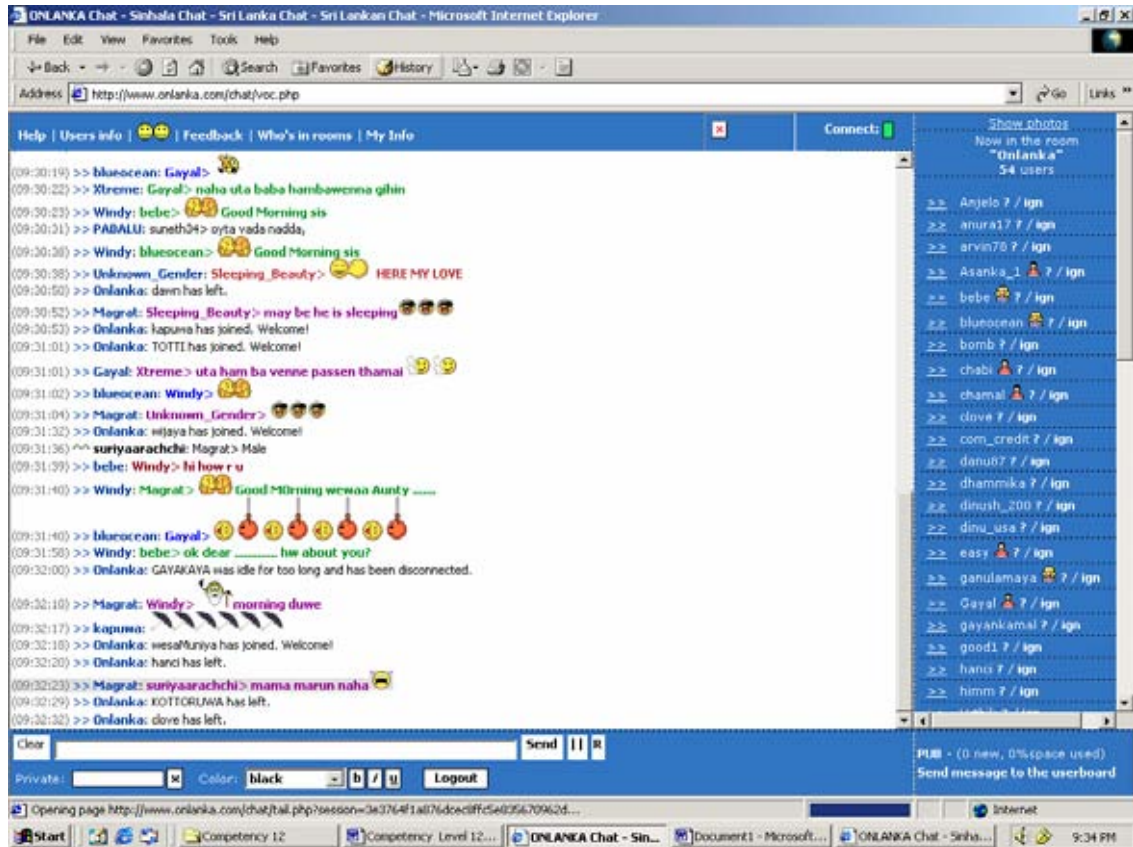 ONLANKA Chat - Sinhala Chat - Sri Lanka Chat - Sri Lankan Chat - Microsoft Internet Explorer
File Edit View Favorites Tools Help
Back Search Favorites History
Address http://www.onlanka.com/chat/voc.php Go Links
Help | Users info | | Feedback | Who's in rooms | My Info
Connect:
(09:30:19) >> blueocean: Gayal>
(09:30:22) >> Xtreme: Gayal> naha uta baba hambawenna gihin
(09:30:23) >> Windy: bebe> Good Morning sis
(09:30:31) >> PABALU: suneth34> oyta vada nadda,
(09:30:38) >> Windy: blueocean> Good Morning sis
(09:30:38) >> Unknown_Gender: Sleeping_Beauty> HERE MY LOVE
(09:30:50) >> Onlanka: dawn has left.
(09:30:52) >> Magrat: Sleeping_Beauty> may be he is sleeping
(09:30:53) >> Onlanka: kapuwa has joined. Welcome!
(09:31:01) >> Onlanka: TOTTI has joined. Welcome!
(09:31:01) >> Gayal: Xtreme> uta ham ba venne passen thamai
(09:31:02) >> blueocean: Windy>
(09:31:04) >> Magrat: Unknown_Gender>
(09:31:32) >> Onlanka: wijaya has joined. Welcome!
(09:31:36) ^^ suriyaarachchi: Magrat> Male
(09:31:39) >> bebe: Windy> hi how r u
(09:31:40) >> Windy: Magrat> Good M0rning wewaa Aunty ......
(09:31:40) >> blueocean: Gayal>
(09:31:58) >> Windy: bebe> ok dear ............. hw about you?
(09:32:00) >> Onlanka: GAYAKAYA was idle for too long and has been disconnected.
(09:32:10) >> Magrat: Windy> morning duwe
(09:32:17) >> kapuwa:
(09:32:18) >> Onlanka: wesaMuniya has joined. Welcome!
(09:32:20) >> Onlanka: hanci has left.
(09:32:23) >> Magrat: suriyaarachchi> mama marun naha
(09:32:29) >> Onlanka: KOTTORUWA has left.
(09:32:32) >> Onlanka: clove has left.
Show photos
Now in the room
"Onlanka"
54 users
>> Anjelo ? / ign
>> anura17 ? / ign
>> arvin78 ? / ign
>> Asanka_1 ? / ign
>> bebe ? / ign
>> blueocean ? / ign
>> bomb ? / ign
>> chabi ? / ign
>> chamal ? / ign
>> clove ? / ign
>> com_credit ? / ign
>> danu67 ? / ign
>> dhammika ? / ign
>> dinush_200 ? / ign
>> dinu_usa ? / ign
>> easy ? / ign
>> ganulamaya ? / ign
>> Gayal ? / ign
>> gayankamal ? / ign
>> good1 ? / ign
>> hanci ? / ign
>> himm ? / ign
Clear Send || R
Private: x Color: black b / u Logout
PUB - (0 new, 0%space used)
Send message to the userboard
Internet
Start Competency 12 Competency Level 12... ONLANKA Chat - Sin... Document1 - Microsoft... ONLANKA Chat - Sinha... 9:34 PM